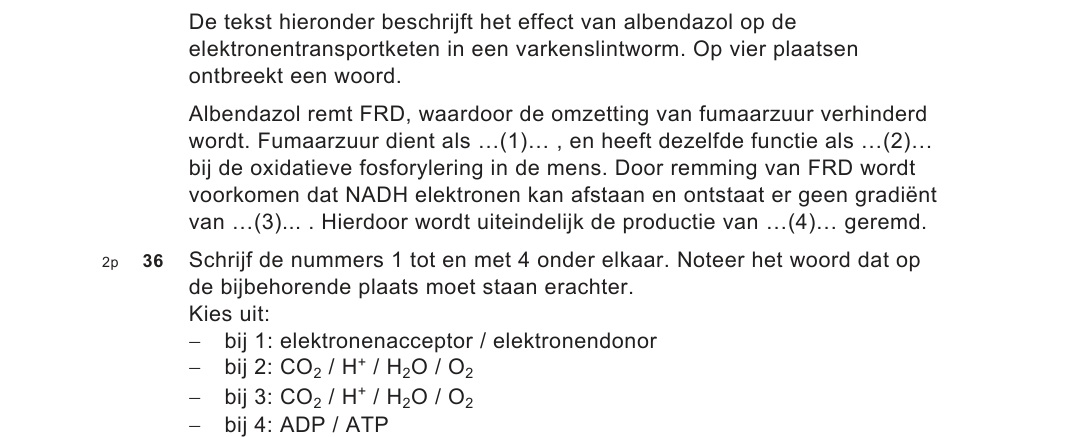 De tekst hieronder beschrijft het effect van albendazol op de
elektronentransportketen in een varkenslintworm. Op vier plaatsen
ontbreekt een woord.
Albendazol remt FRD, waardoor de omzetting van fumaarzuur verhinderd
wordt. Fumaarzuur dient als …(1)… , en heeft dezelfde functie als …(2)…
bij de oxidatieve fosforylering in de mens. Door remming van FRD wordt
voorkomen dat NADH elektronen kan afstaan en ontstaat er geen gradiënt
van …(3)… . Hierdoor wordt uiteindelijk de productie van …(4)… geremd.
2p 36 Schrijf de nummers 1 tot en met 4 onder elkaar. Noteer het woord dat op
de bijbehorende plaats moet staan erachter.
Kies uit:
– bij 1: elektronenacceptor / elektronendonor
– bij 2: CO₂ / H⁺ / H₂O / O₂
– bij 3: CO₂ / H⁺ / H₂O / O₂
– bij 4: ADP / ATP